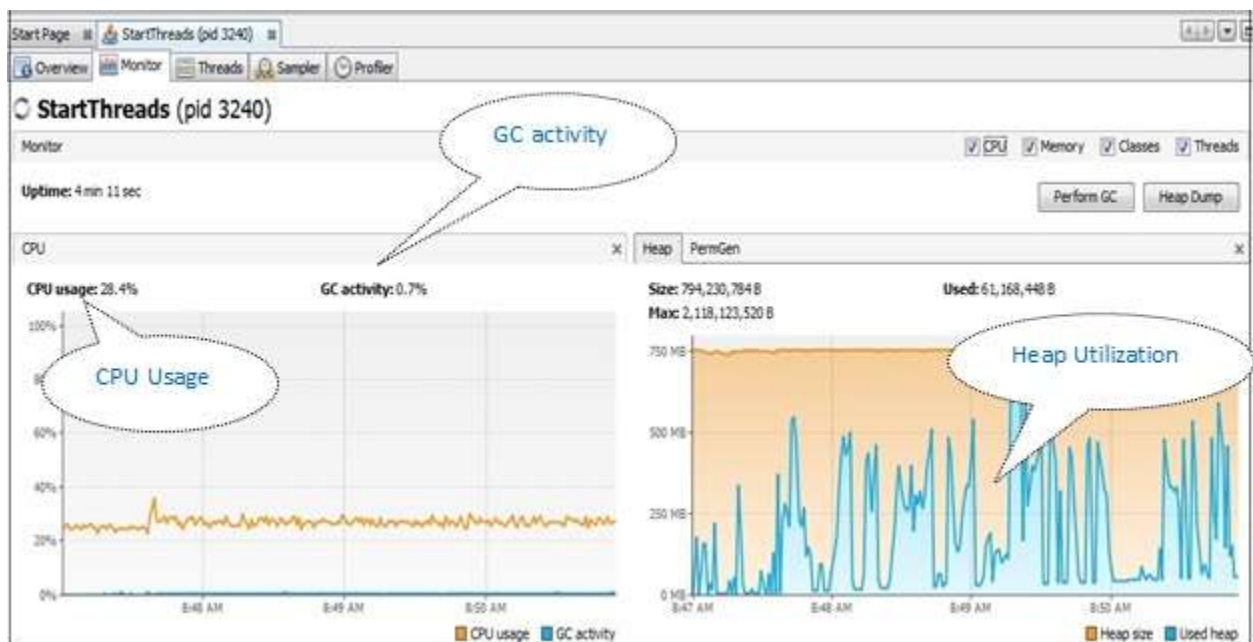 Start Page StartThreads (pid 3240)
Overview Monitor Threads Sampler Profiler
StartThreads (pid 3240)
GC activity
Monitor
CPU Memory Classes Threads
Uptime: 4 min 11 sec
Perform GC Heap Dump
CPU
Heap PermGen
CPU usage: 28.4% GC activity: 0.7%
Size: 794,230,784 B Used: 61,168,448 B
Max: 2,118,123,520 B
100%
CPU Usage
60%
40%
20%
0%
8:48 AM 8:49 AM 8:50 AM
CPU usage GC activity
750 MB
Heap Utilization
500 MB
250 MB
0 MB
8:47 AM 8:48 AM 8:49 AM 8:50 AM
Heap size Used heap